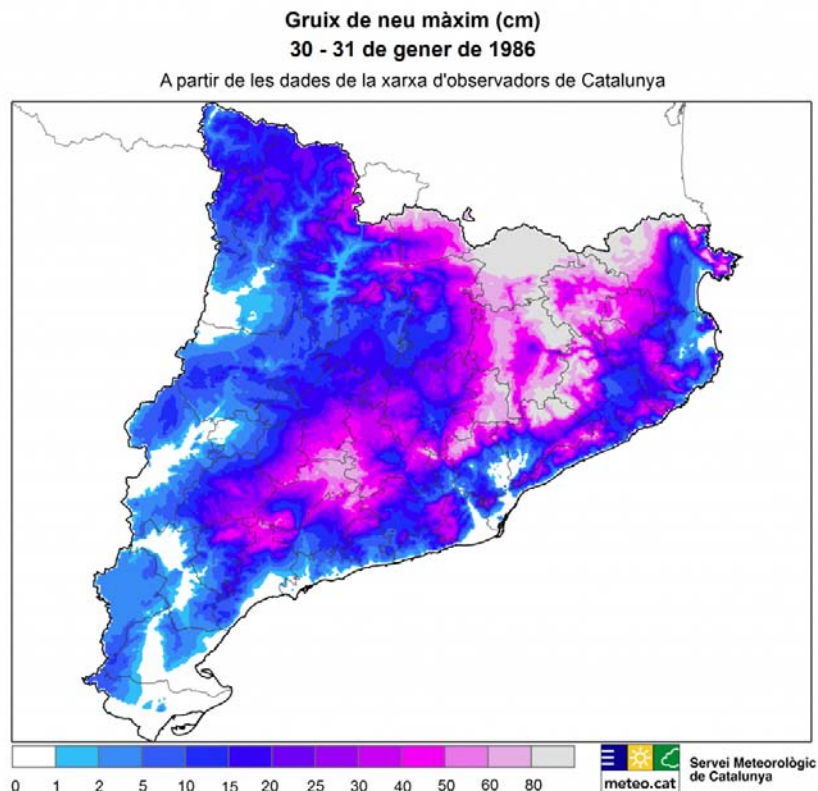 Gruix de neu màxim (cm)
30 - 31 de gener de 1986
A partir de les dades de la xarxa d'observadors de Catalunya
0 1 2 5 10 15 20 25 30 40 50 60 80
meteo.cat
Servei Meteorològic
de Catalunya